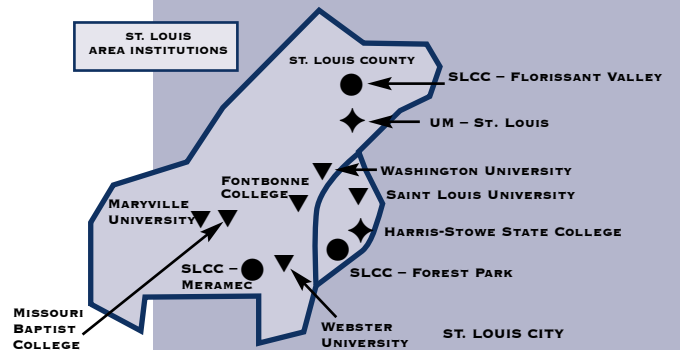 ST. LOUIS
AREA INSTITUTIONS
ST. LOUIS COUNTY
SLCC – FLORISSANT VALLEY
UM – ST. LOUIS
WASHINGTON UNIVERSITY
FONTBONNE
COLLEGE
SAINT LOUIS UNIVERSITY
MARYVILLE
UNIVERSITY
HARRIS-STOWE STATE COLLEGE
SLCC –
MERAMEC
SLCC – FOREST PARK
MISSOURI
BAPTIST
COLLEGE
WEBSTER
UNIVERSITY
ST. LOUIS CITY